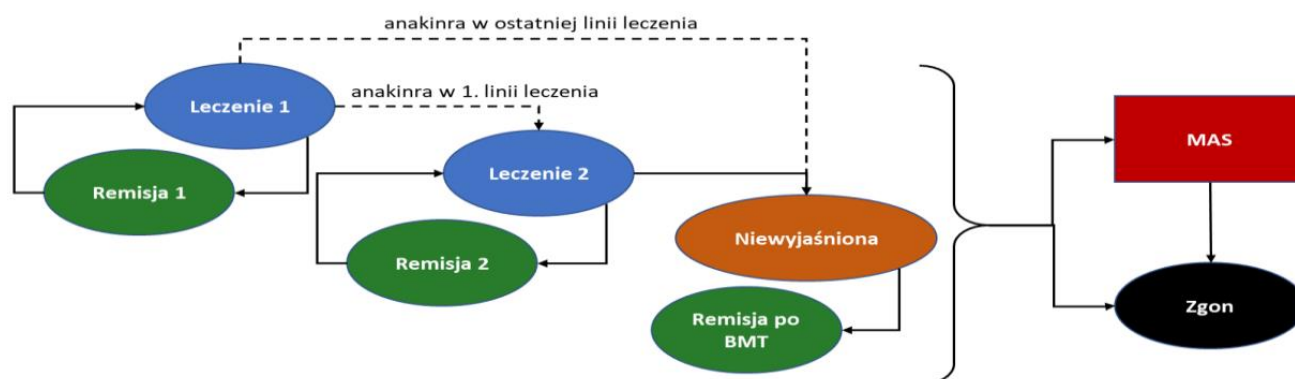 anakinra w ostatniej linii leczenia
Leczenie 1
anakinra w 1. linii leczenia
MAS
Leczenie 2
Remisja 1
Niewyjaśniona
Remisja 2
Zgon
Remisja po
BMT